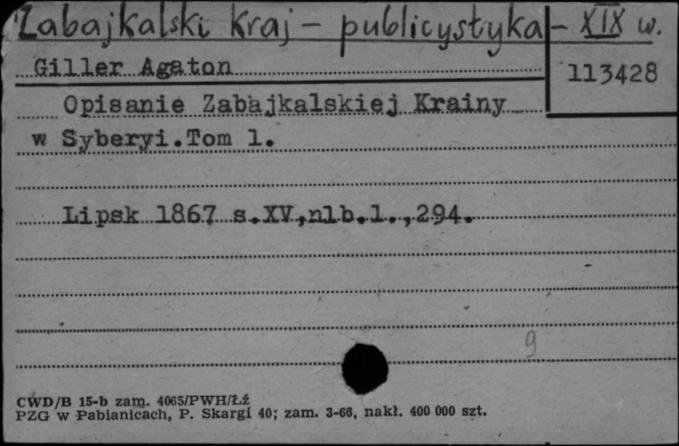 Zabajkalski Kraj - publicystyka - XIX w.
Giller Agaton
113428
Opisanie Zabajkalskiej Krainy
w Syberyi.Tom 1.
Lipsk 1867 s.XV,nlb.1.,294.
9
CWD/B 15-b zam. 4065/PWH/Łź
PZG w Pabianicach, P. Skargi 40; zam. 3-66, nakł. 400 000 szt.